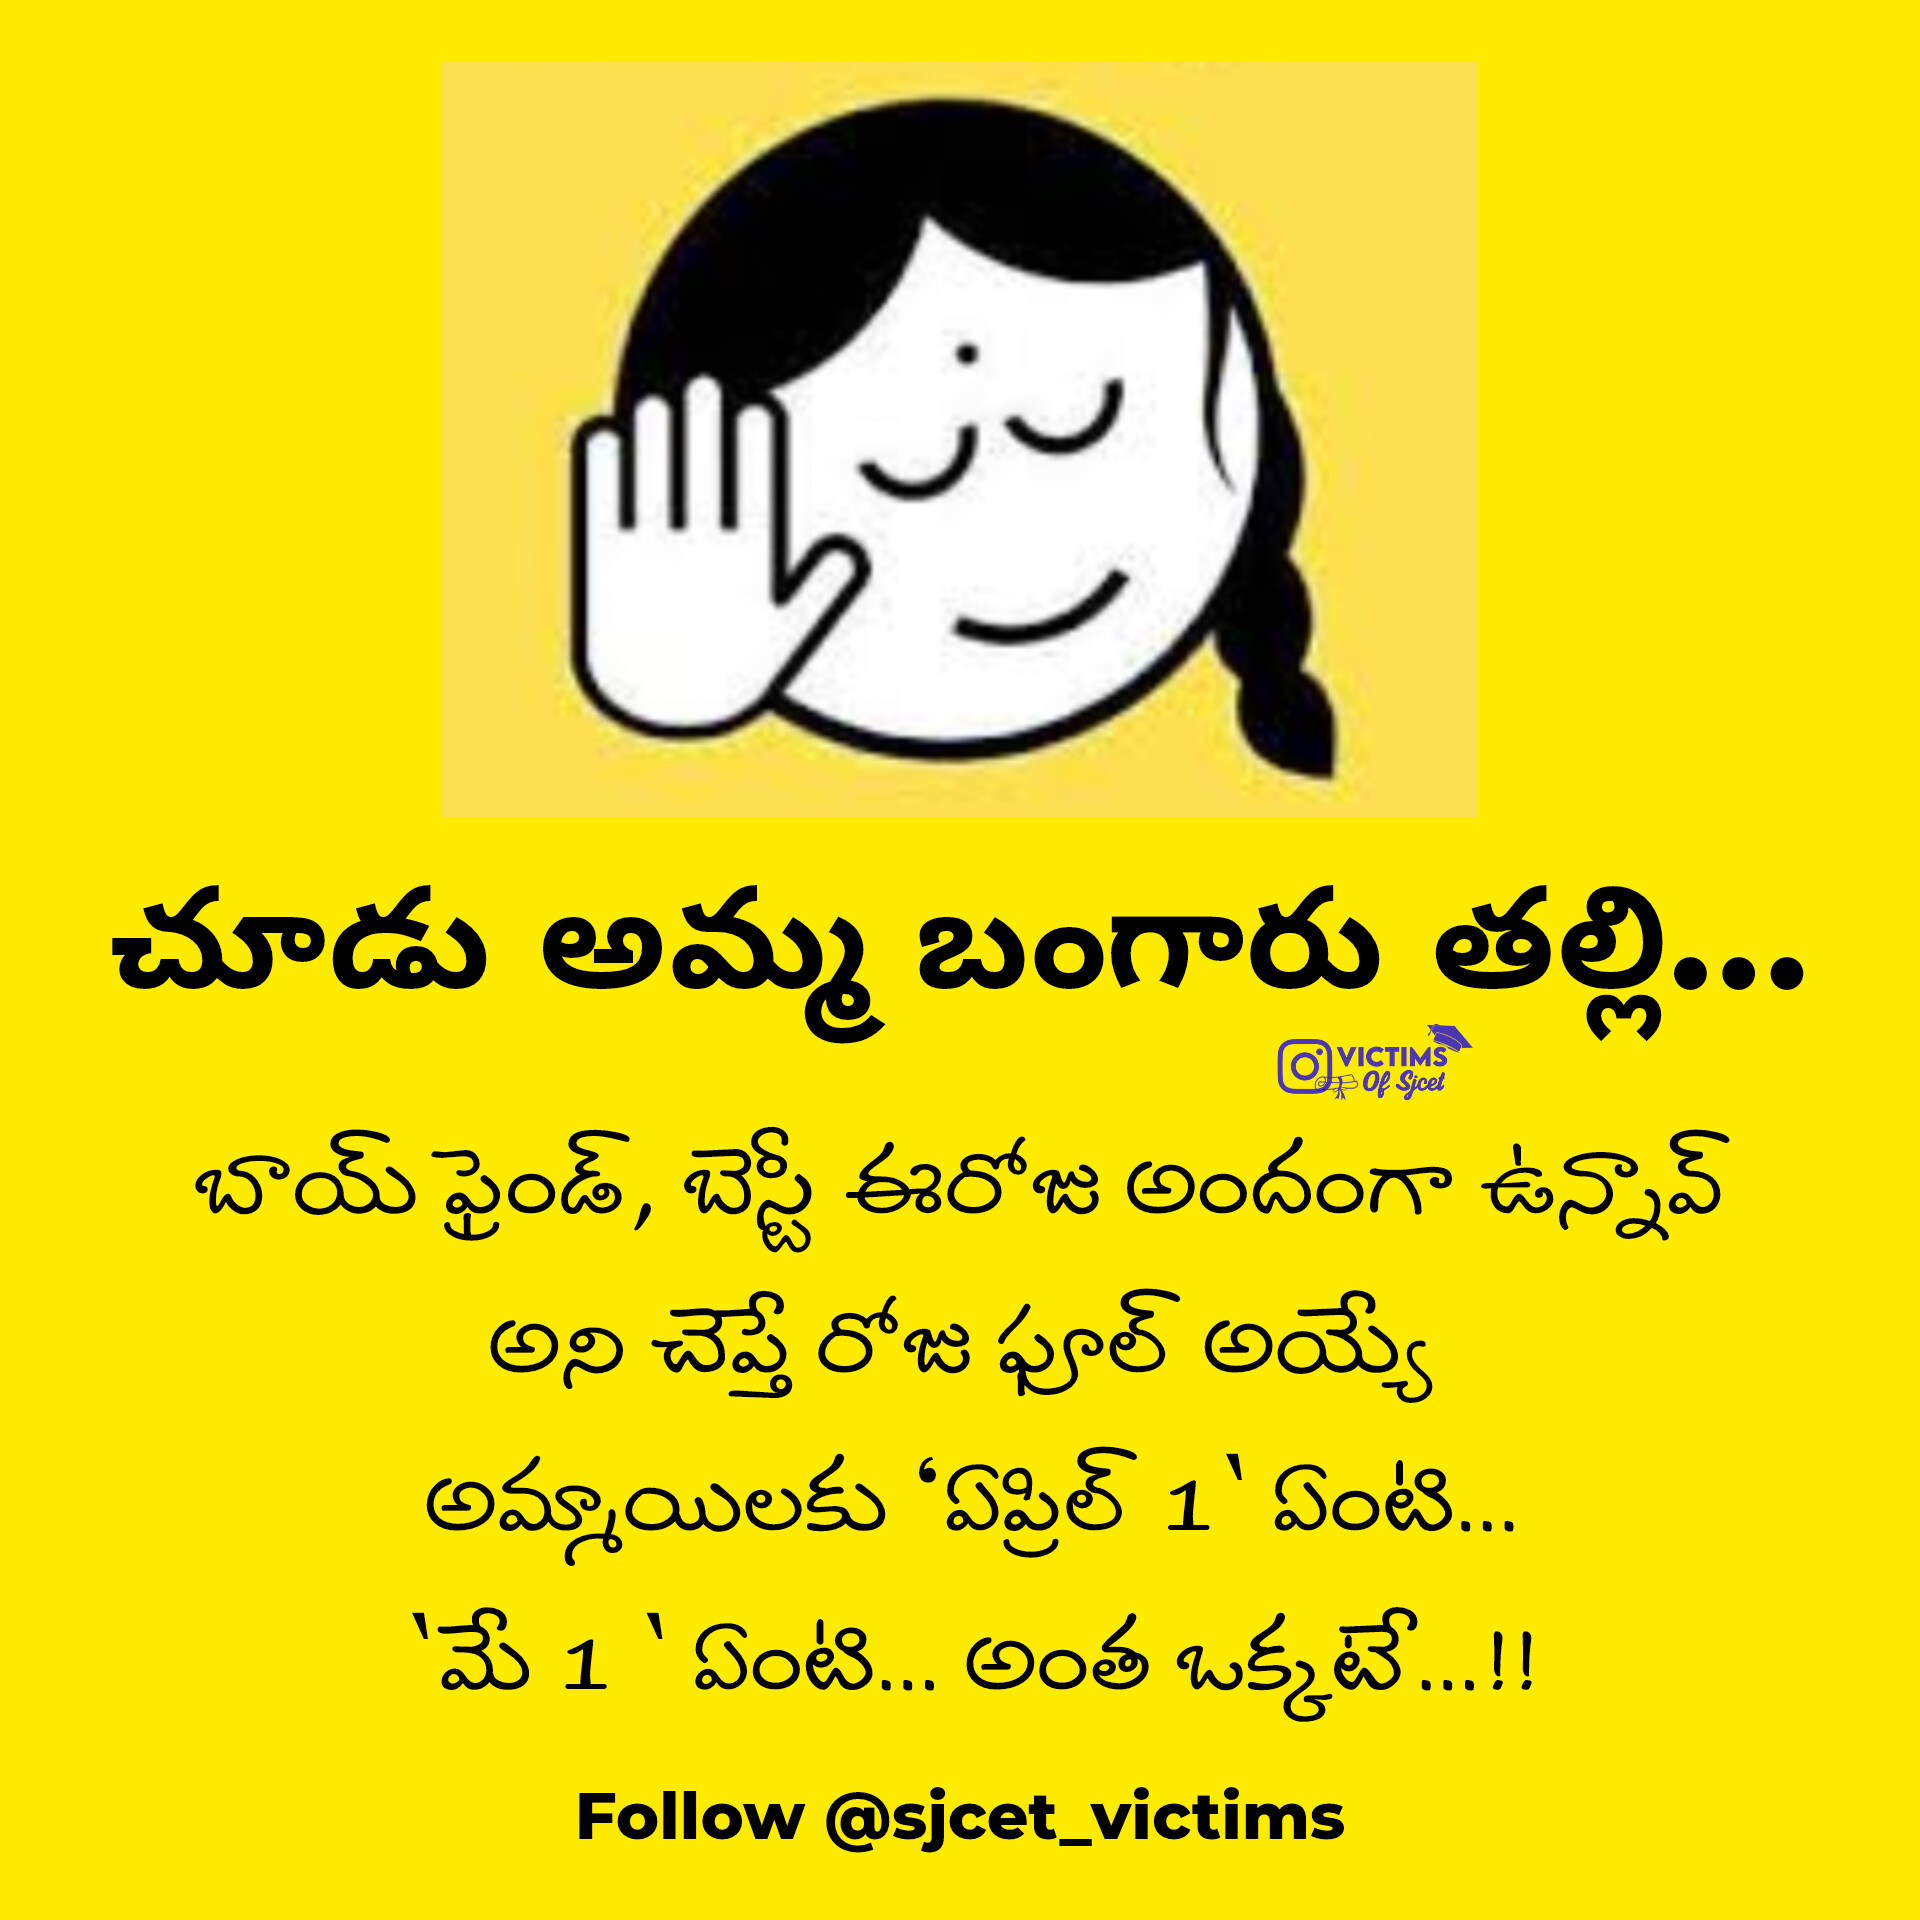 చూడు అమ్మ బంగారు తల్లి...
VICTIMS
Of Sjcet
బాయ్ ఫ్రెండ్, బెస్టీ ఈరోజు అందంగా ఉన్నావ్
అని చెప్తే రోజు ఫూల్ అయ్యే
అమ్మాయిలకు ‘ఏప్రిల్ 1‵ ఏంటి...
‵మే 1 ‵ ఏంటి... అంత ఒక్కటే...!!
Follow @sjcet_victims